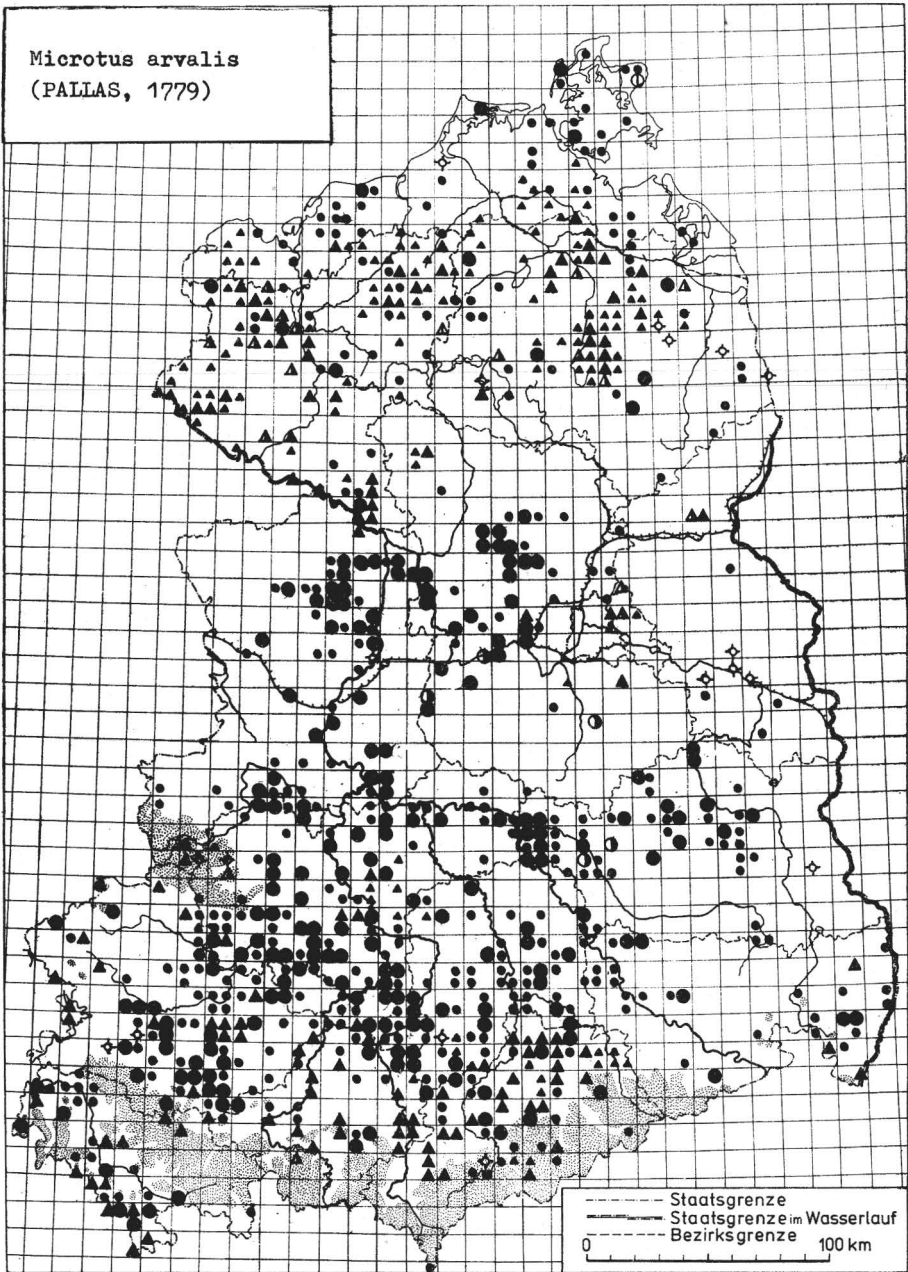 Microtus arvalis
(PALLAS, 1779)
Staatsgrenze
Staatsgrenze im Wasserlauf
Bezirksgrenze
0 100 km